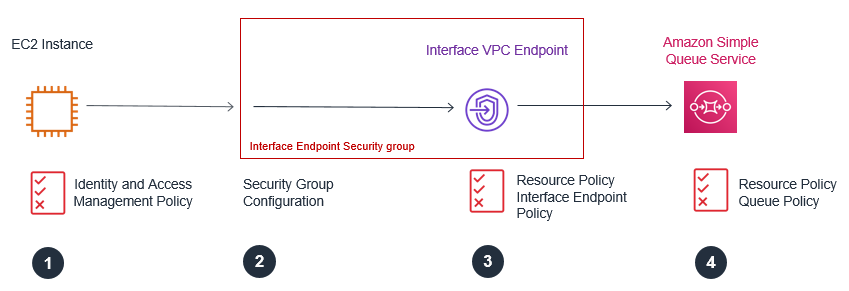 EC2 Instance
Interface VPC Endpoint
Amazon Simple
Queue Service
Interface Endpoint Security group
Identity and Access
Management Policy
Security Group
Configuration
Resource Policy
Interface Endpoint
Policy
Resource Policy
Queue Policy
1
2
3
4